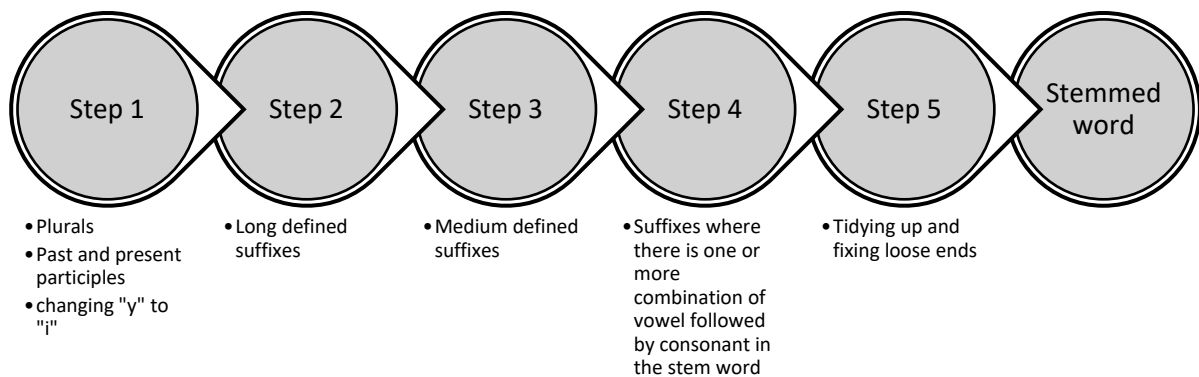 Step 1
Step 2
Step 3
Step 4
Step 5
Stemmed
word
•Plurals
•Past and present
participles
•changing "y" to
"i"
•Long defined
suffixes
•Medium defined
suffixes
•Suffixes where
there is one or
more
combination of
vowel followed
by consonant in
the stem word
•Tidying up and
fixing loose ends